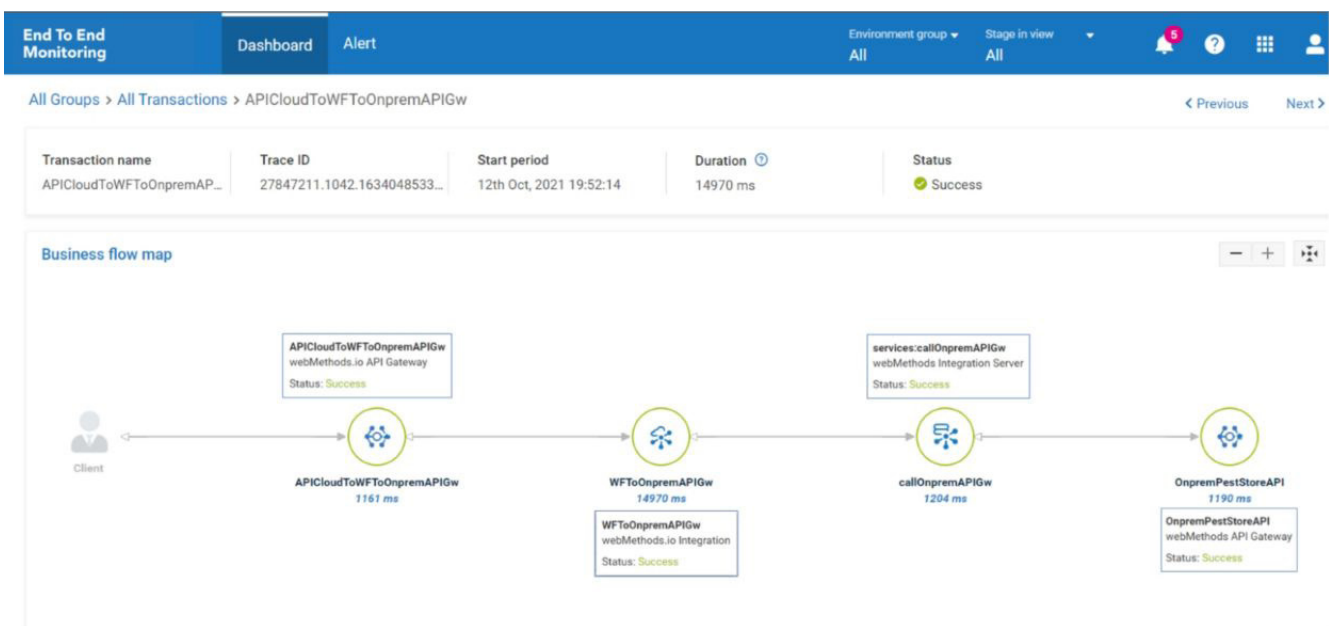 End To End
Monitoring
Dashboard
Alert
Environment group
All
Stage in view
All
5
?
All Groups > All Transactions > APICloudToWFToOnpremAPIGw
Previous
Next
Transaction name
APICloudToWFToOnpremAP...
Trace ID
27847211.1042.1634048533...
Start period
12th Oct, 2021 19:52:14
Duration ?
14970 ms
Status
Success
Business flow map
− +
APICloudToWFToOnpremAPIGw
webMethods.io API Gateway
Status: Success
services:callOnpremAPIGw
webMethods Integration Server
Status: Success
Client
APICloudToWFToOnpremAPIGw
1161 ms
WFToOnpremAPIGw
14970 ms
callOnpremAPIGw
1204 ms
OnpremPestStoreAPI
1190 ms
WFToOnpremAPIGw
webMethods.io Integration
Status: Success
OnpremPestStoreAPI
webMethods API Gateway
Status: Success